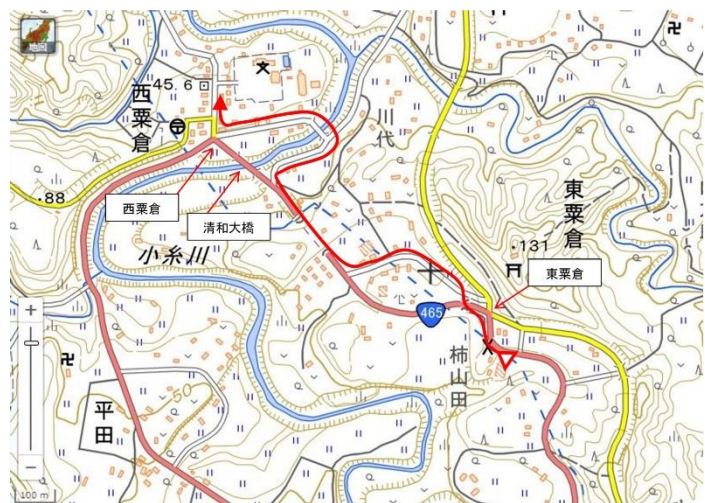 地図
45.6
西粟倉
川代
・88
西粟倉
清和大橋
小糸川
東粟倉
・131
東粟倉
465
柿山田
50
平田
+
−
100 m